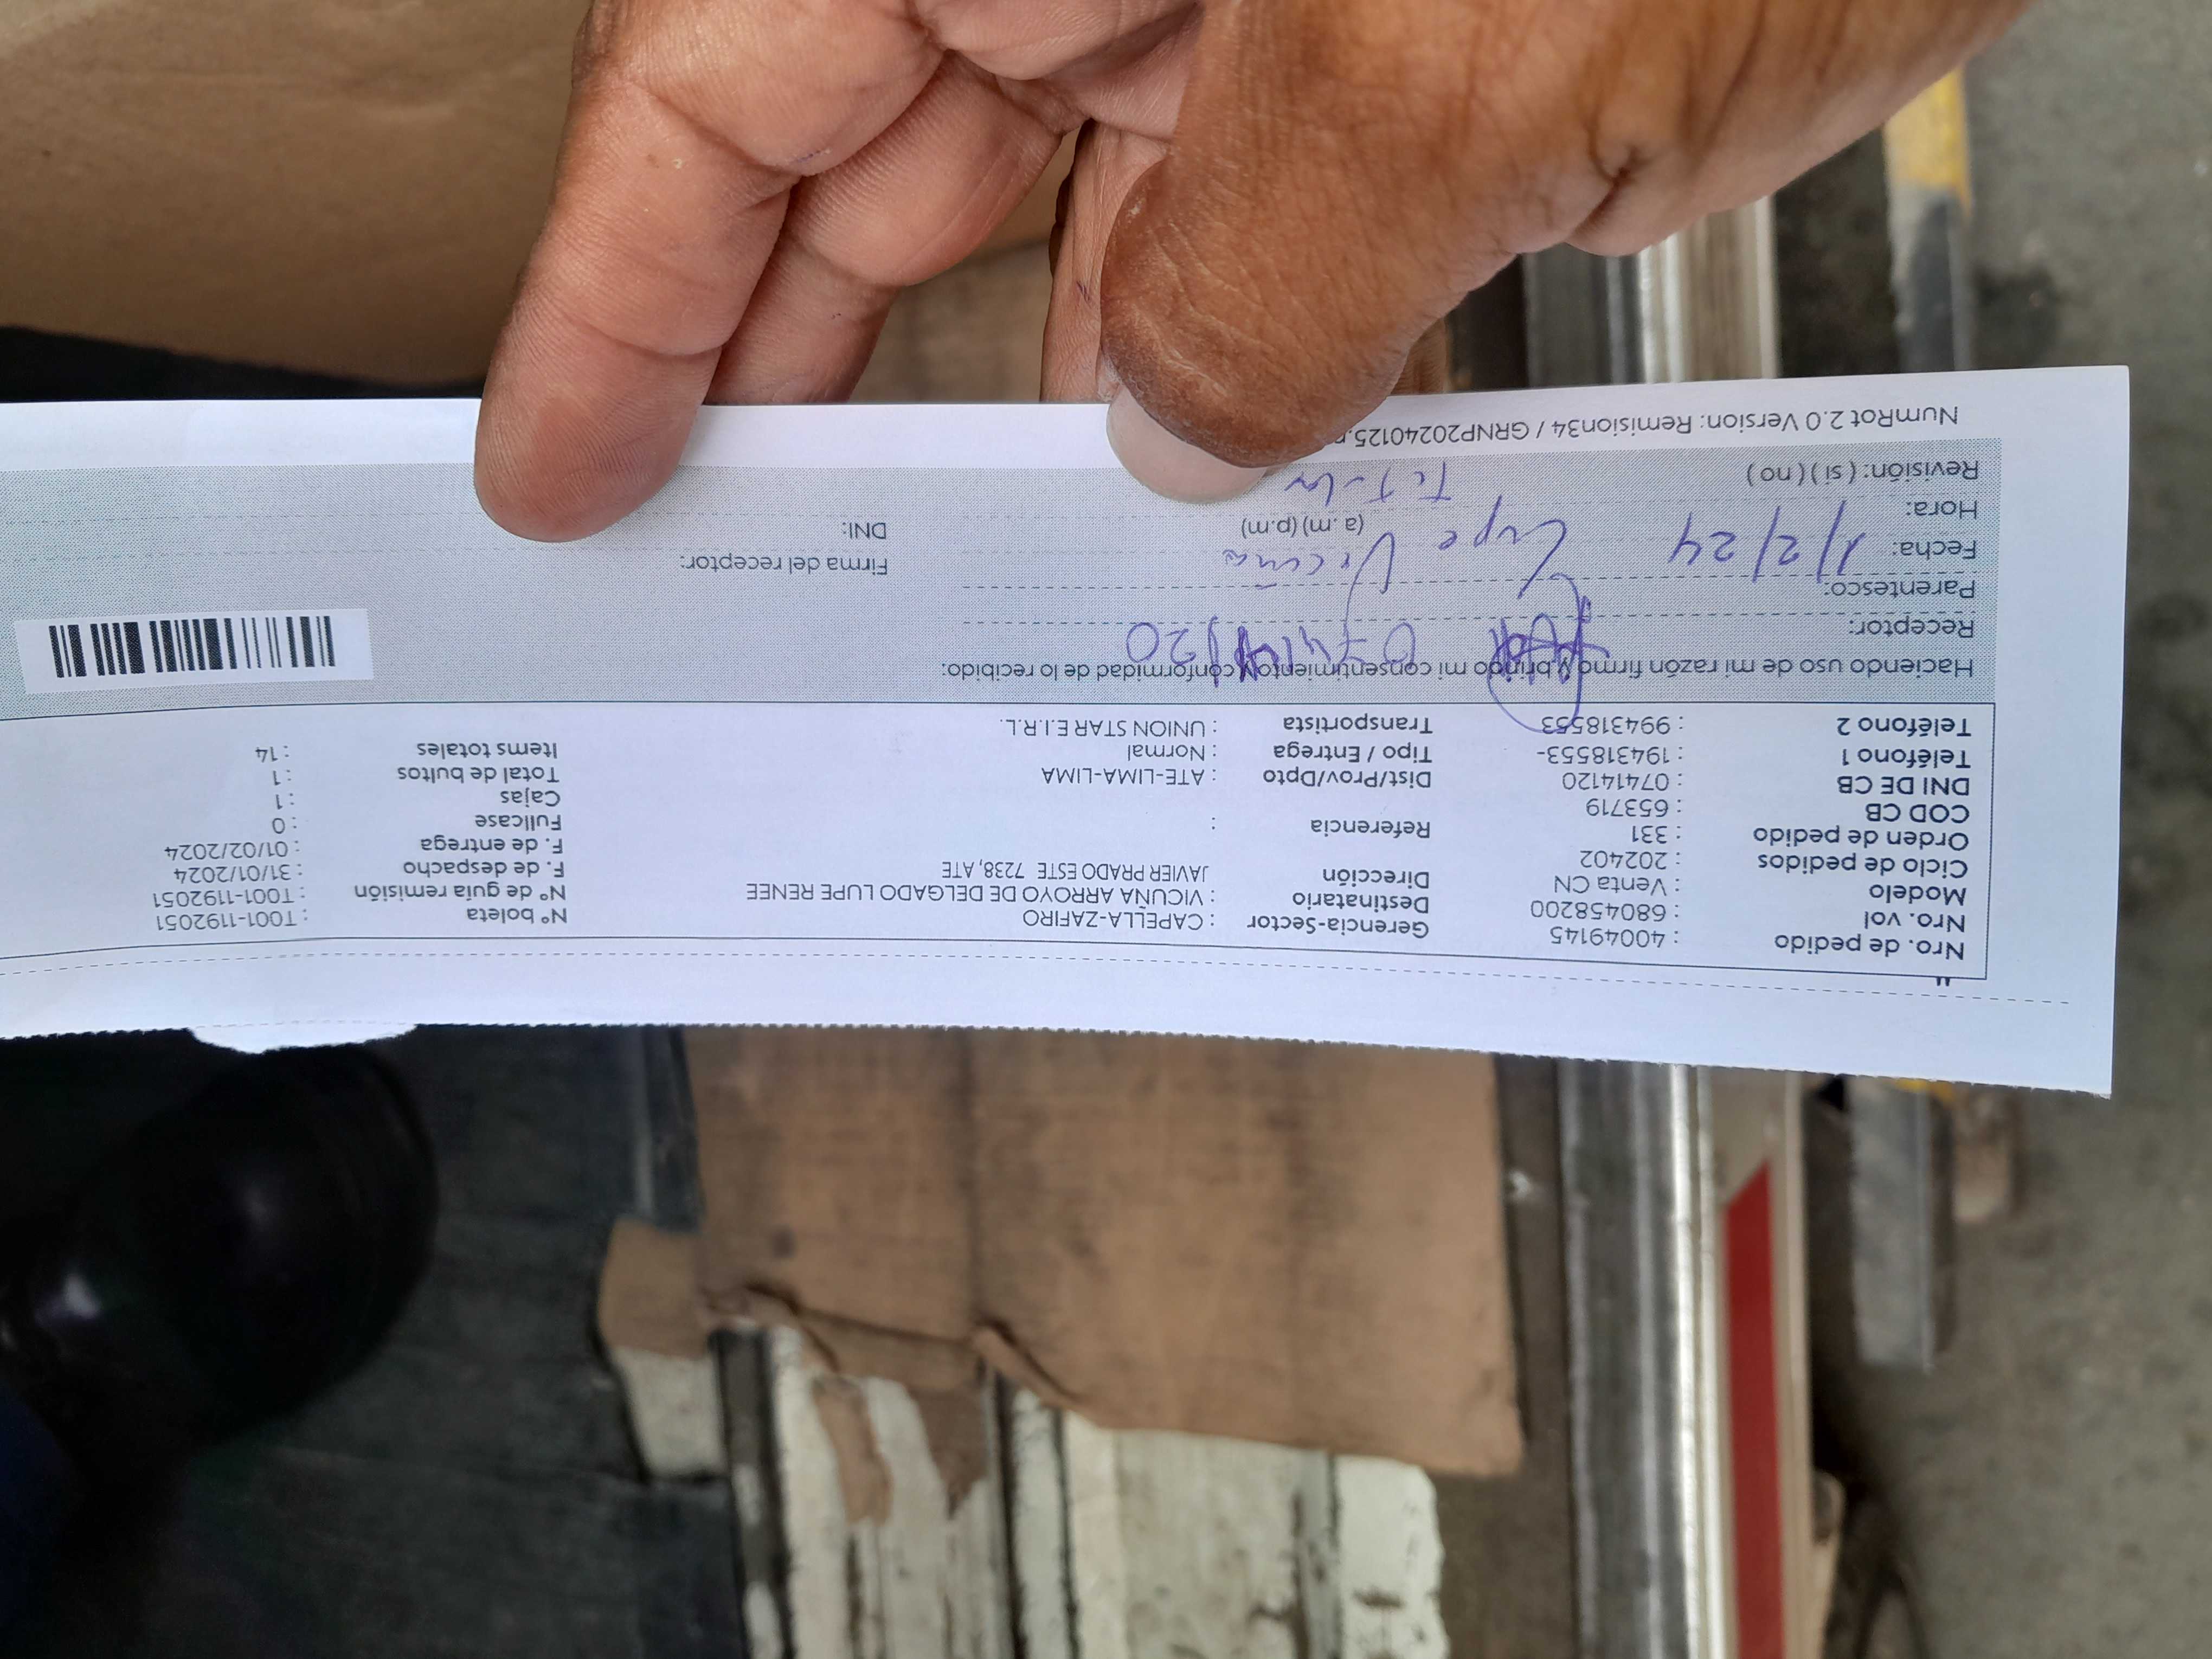 Nro. de pedido : 40049145 Gerencia-Sector : CAPELLA-ZAFIRO Nº boleta : T001-1192051
Nro. vol : 680458200 Destinatario : VICUÑA ARROYO DE DELGADO LUPE RENEE Nº de guía remisión : T001-1192051
Modelo : Venta CN Dirección JAVIER PRADO ESTE 7238, ATE F. de despacho : 31/01/2024
Ciclo de pedidos : 202402 F. de entrega : 01/02/2024
Orden de pedido : 331 Referencia : Fullcase : 0
COD CB : 653719 Cajas : 1
DNI DE CB : 07414120 Dist/Prov/Dpto : ATE-LIMA-LIMA Total de bultos : 1
Teléfono 1 : 194318553- Tipo / Entrega : Normal Items totales : 14
Teléfono 2 : 994318553 Transportista : UNION STAR E.I.R.L.
Haciendo uso de mi razón firmo y brindo mi consentimiento y conformidad de lo recibido:
Receptor: 07414120
Parentesco:
Fecha: 1/2/24 Lupe Vicuña Firma del receptor:
Hora: (a.m) (p.m) DNI:
Revisión: ( si ) ( no ) Titular
NumRot 2.0 Version: Remision34 / GRNP20240125.